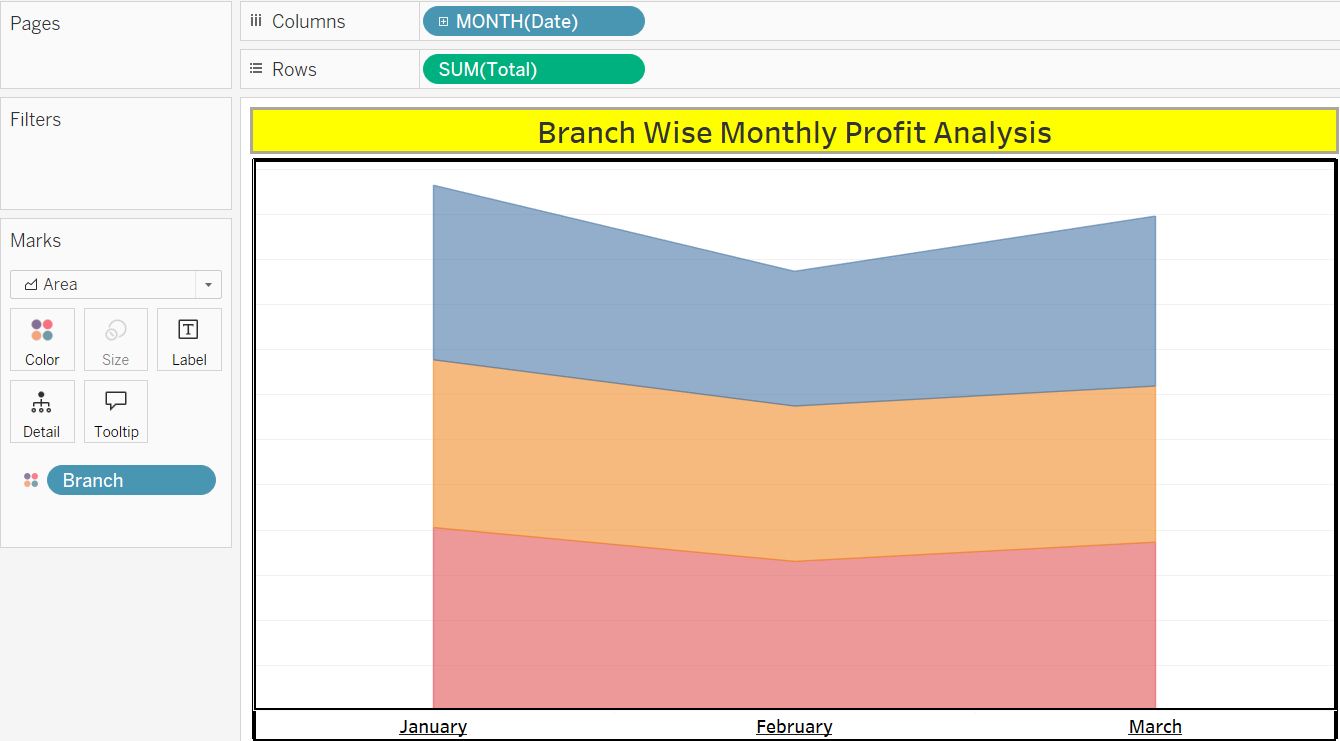 Pages
Columns
MONTH(Date)
Rows
SUM(Total)
Filters
Marks
Area
Color
Size
Label
Detail
Tooltip
Branch
Branch Wise Monthly Profit Analysis
January
February
March